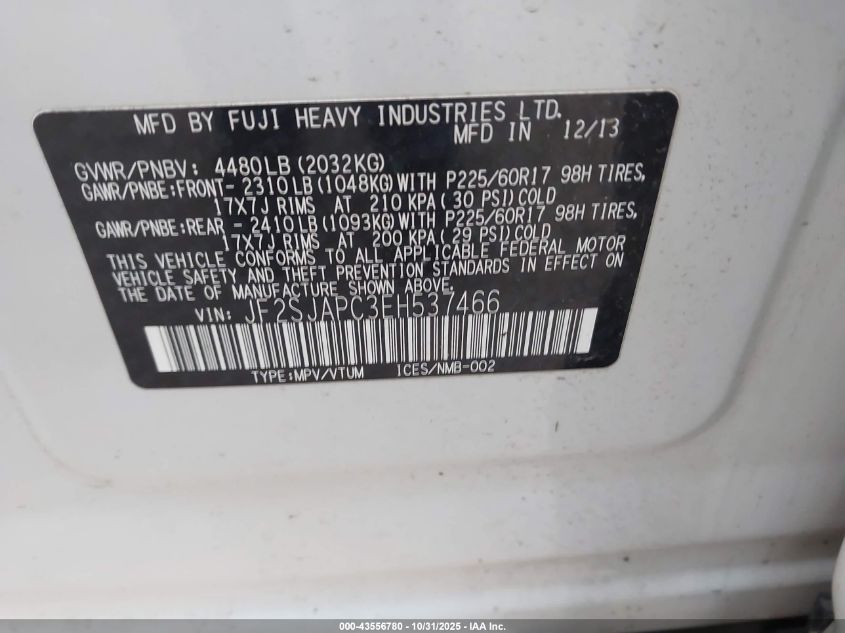 MFD BY FUJI HEAVY INDUSTRIES LTD.
MFD IN 12/13
GVWR/PNBV: 4480LB (2032KG)
GAWR/PNBE:FRONT- 2310LB (1048KG)WITH P225/60R17 98H TIRES,
17X7J RIMS AT 210 KPA ( 30 PSI)COLD
GAWR/PNBE:REAR - 2410LB (1093KG)WITH P225/60R17 98H TIRES,
17X7J RIMS AT 200 KPA ( 29 PSI)COLD
THIS VEHICLE CONFORMS TO ALL APPLICABLE FEDERAL MOTOR
VEHICLE SAFETY AND THEFT PREVENTION STANDARDS IN EFFECT ON
THE DATE OF MANUFACTURE SHOWN ABOVE.
VIN: JF2SJAPC3EH537466
TYPE:MPV/VTUM ICES/NMB-002
000-43556780 - 10/31/2025 - IAA Inc.